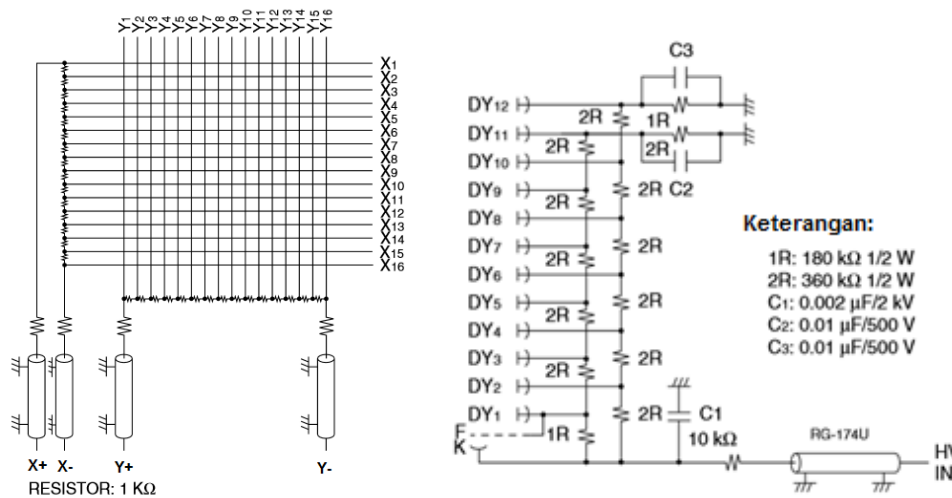 Y1 Y2 Y3 Y4 Y5 Y6 Y7 Y8 Y9 Y10 Y11 Y12 Y13 Y14 Y15 Y16
X1
X2
X3
X4
X5
X6
X7
X8
X9
X10
X11
X12
X13
X14
X15
X16
X+ X- Y+ Y-
RESISTOR: 1 KΩ
C3
DY12 2R 1R
DY11 2R 2R
DY10 C2
DY9 2R 2R
DY8
DY7 2R 2R
DY6
DY5 2R 2R
DY4
DY3 2R 2R
DY2
DY1 2R C1
F 1R 10 kΩ
K
RG-174U
HV
IN
Keterangan:
1R: 180 kΩ 1/2 W
2R: 360 kΩ 1/2 W
C1: 0.002 µF/2 kV
C2: 0.01 µF/500 V
C3: 0.01 µF/500 V